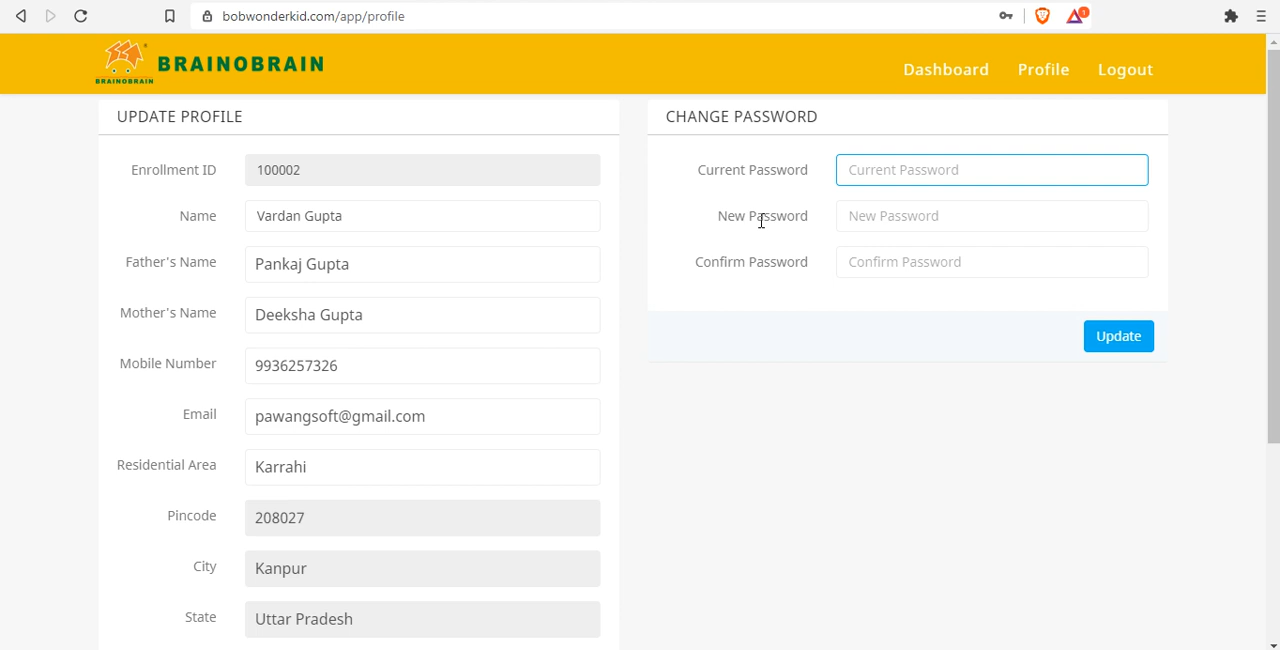 bobwonderkid.com/app/profile
1
BRAINOBRAIN
BRAINOBRAIN
Dashboard Profile Logout
UPDATE PROFILE
Enrollment ID 100002
Name Vardan Gupta
Father's Name Pankaj Gupta
Mother's Name Deeksha Gupta
Mobile Number 9936257326
Email pawangsoft@gmail.com
Residential Area Karrahi
Pincode 208027
City Kanpur
State Uttar Pradesh
CHANGE PASSWORD
Current Password Current Password
New Password New Password
Confirm Password Confirm Password
Update